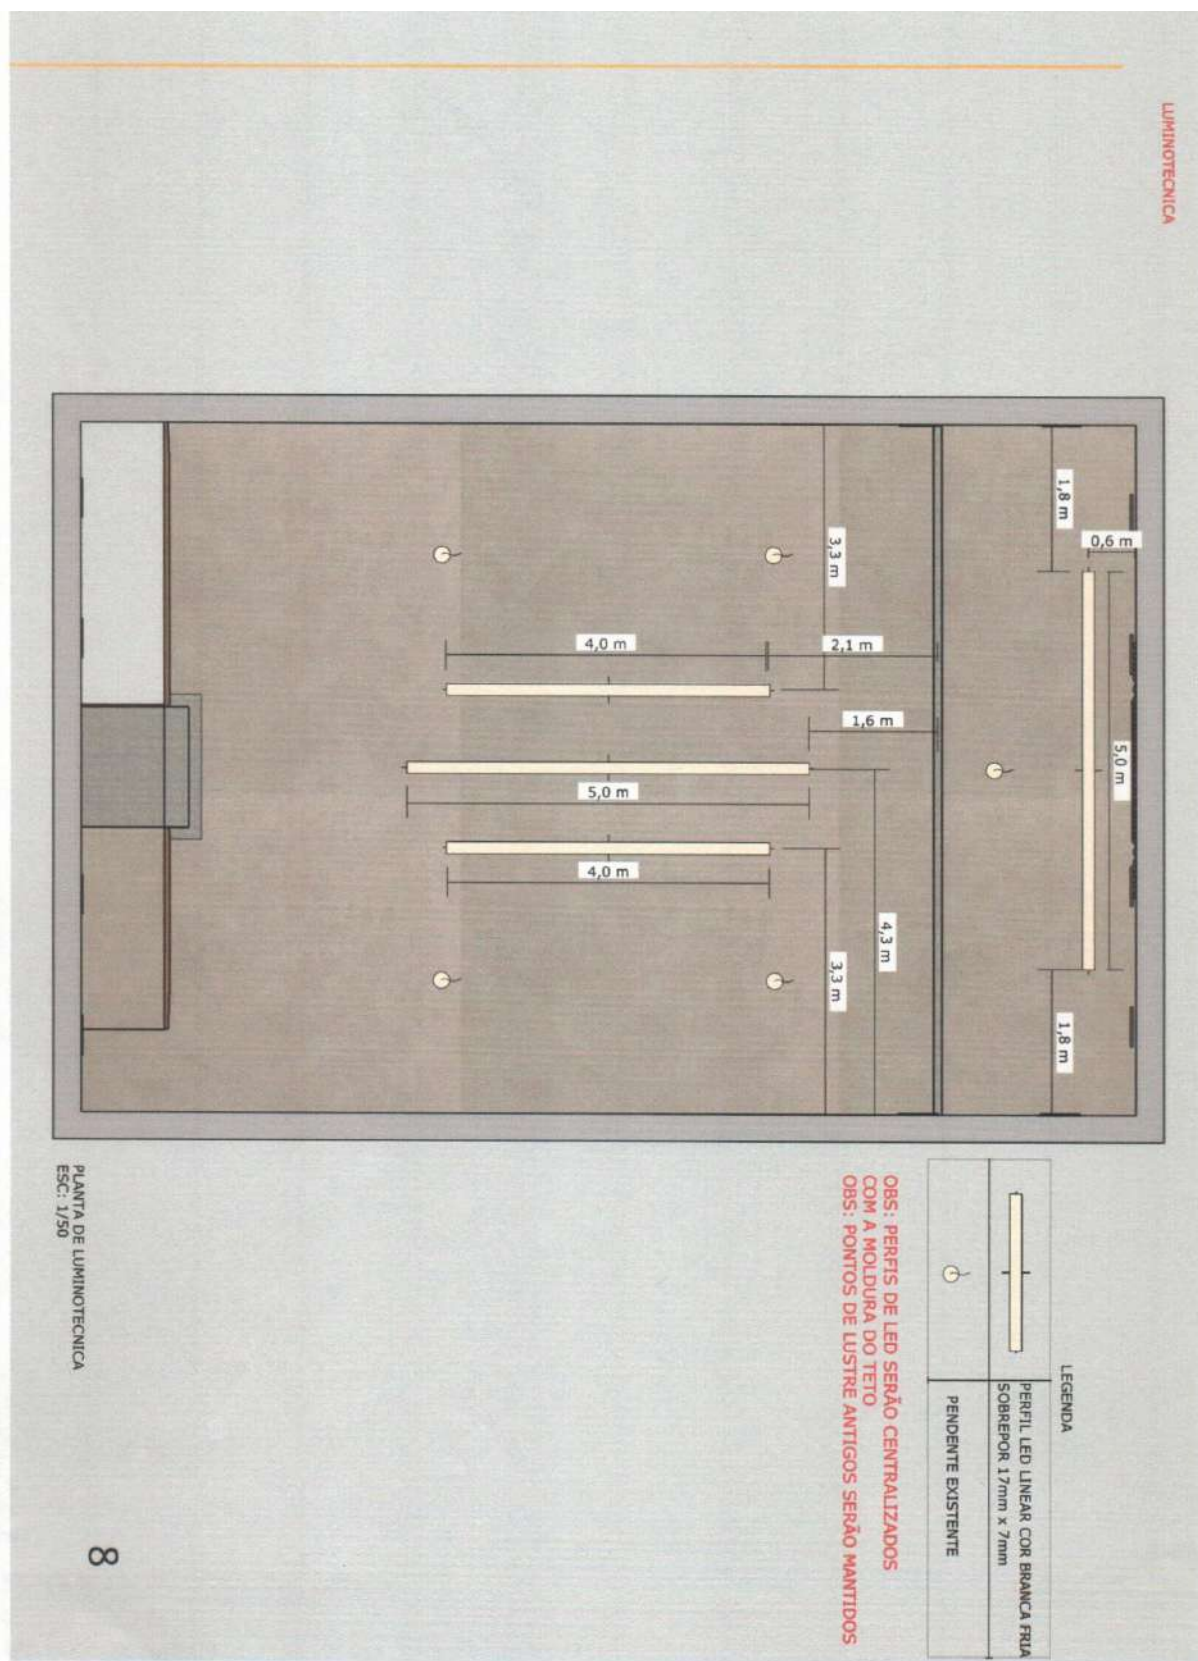 LUMINOTECNICA
1,8 m
0,6 m
5,0 m
1,8 m
3,3 m
4,0 m
2,1 m
1,6 m
5,0 m
4,0 m
4,3 m
3,3 m
LEGENDA
PERFIL LED LINEAR COR BRANCA FRIA
SOBREPOR 17mm x 7mm
PENDENTE EXISTENTE
OBS: PERFIS DE LED SERÃO CENTRALIZADOS
COM A MOLDURA DO TETO
OBS: PONTOS DE LUSTRE ANTIGOS SERÃO MANTIDOS
PLANTA DE LUMINOTECNICA
ESC: 1/50
8